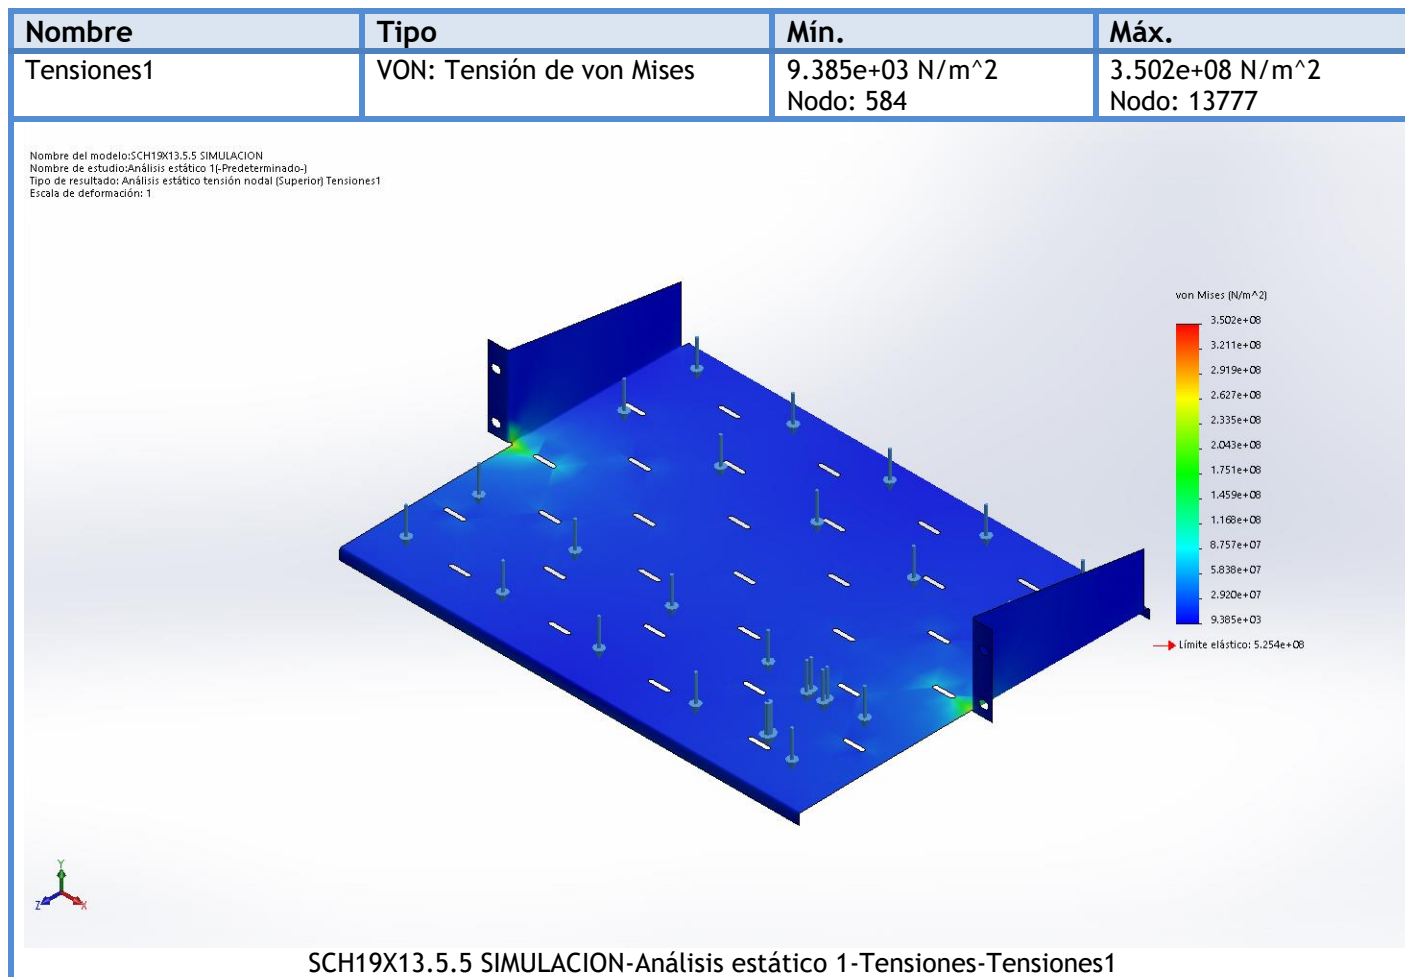 Nombre Tipo Mín. Máx.
Tensiones1 VON: Tensión de von Mises 9.385e+03 N/m^2 3.502e+08 N/m^2
Nodo: 584 Nodo: 13777
Nombre del modelo:SCH19X13.5.5 SIMULACION
Nombre de estudio:Análisis estático 1(-Predeterminado-)
Tipo de resultado: Análisis estático tensión nodal (Superior) Tensiones1
Escala de deformación: 1
von Mises (N/m^2)
3.502e+08
3.211e+08
2.919e+08
2.627e+08
2.335e+08
2.043e+08
1.751e+08
1.459e+08
1.168e+08
8.757e+07
5.838e+07
2.920e+07
9.385e+03
Límite elástico: 5.254e+08
Y
Z
X
SCH19X13.5.5 SIMULACION-Análisis estático 1-Tensiones-Tensiones1